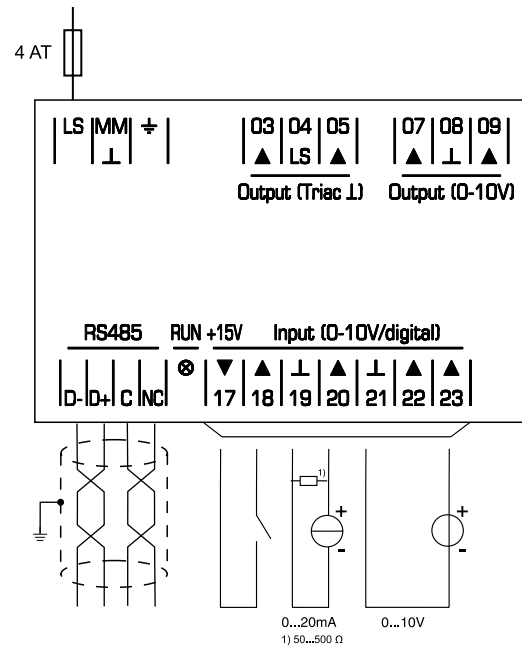 4 AT
LS MM ⏚ 03 04 05 07 08 09
⊥ ▲ LS ▲ ▲ ⊥ ▲
Output (Triac ⊥) Output (0-10V)
RS485 RUN +15V Input (0-10V/digital)
⊗ ▼ ▲ ⊥ ▲ ⊥ ▲ ▲
D- D+ C NC 17 18 19 20 21 22 23
1)
+ +
- -
0...20mA 0...10V
1) 50...500 Ω